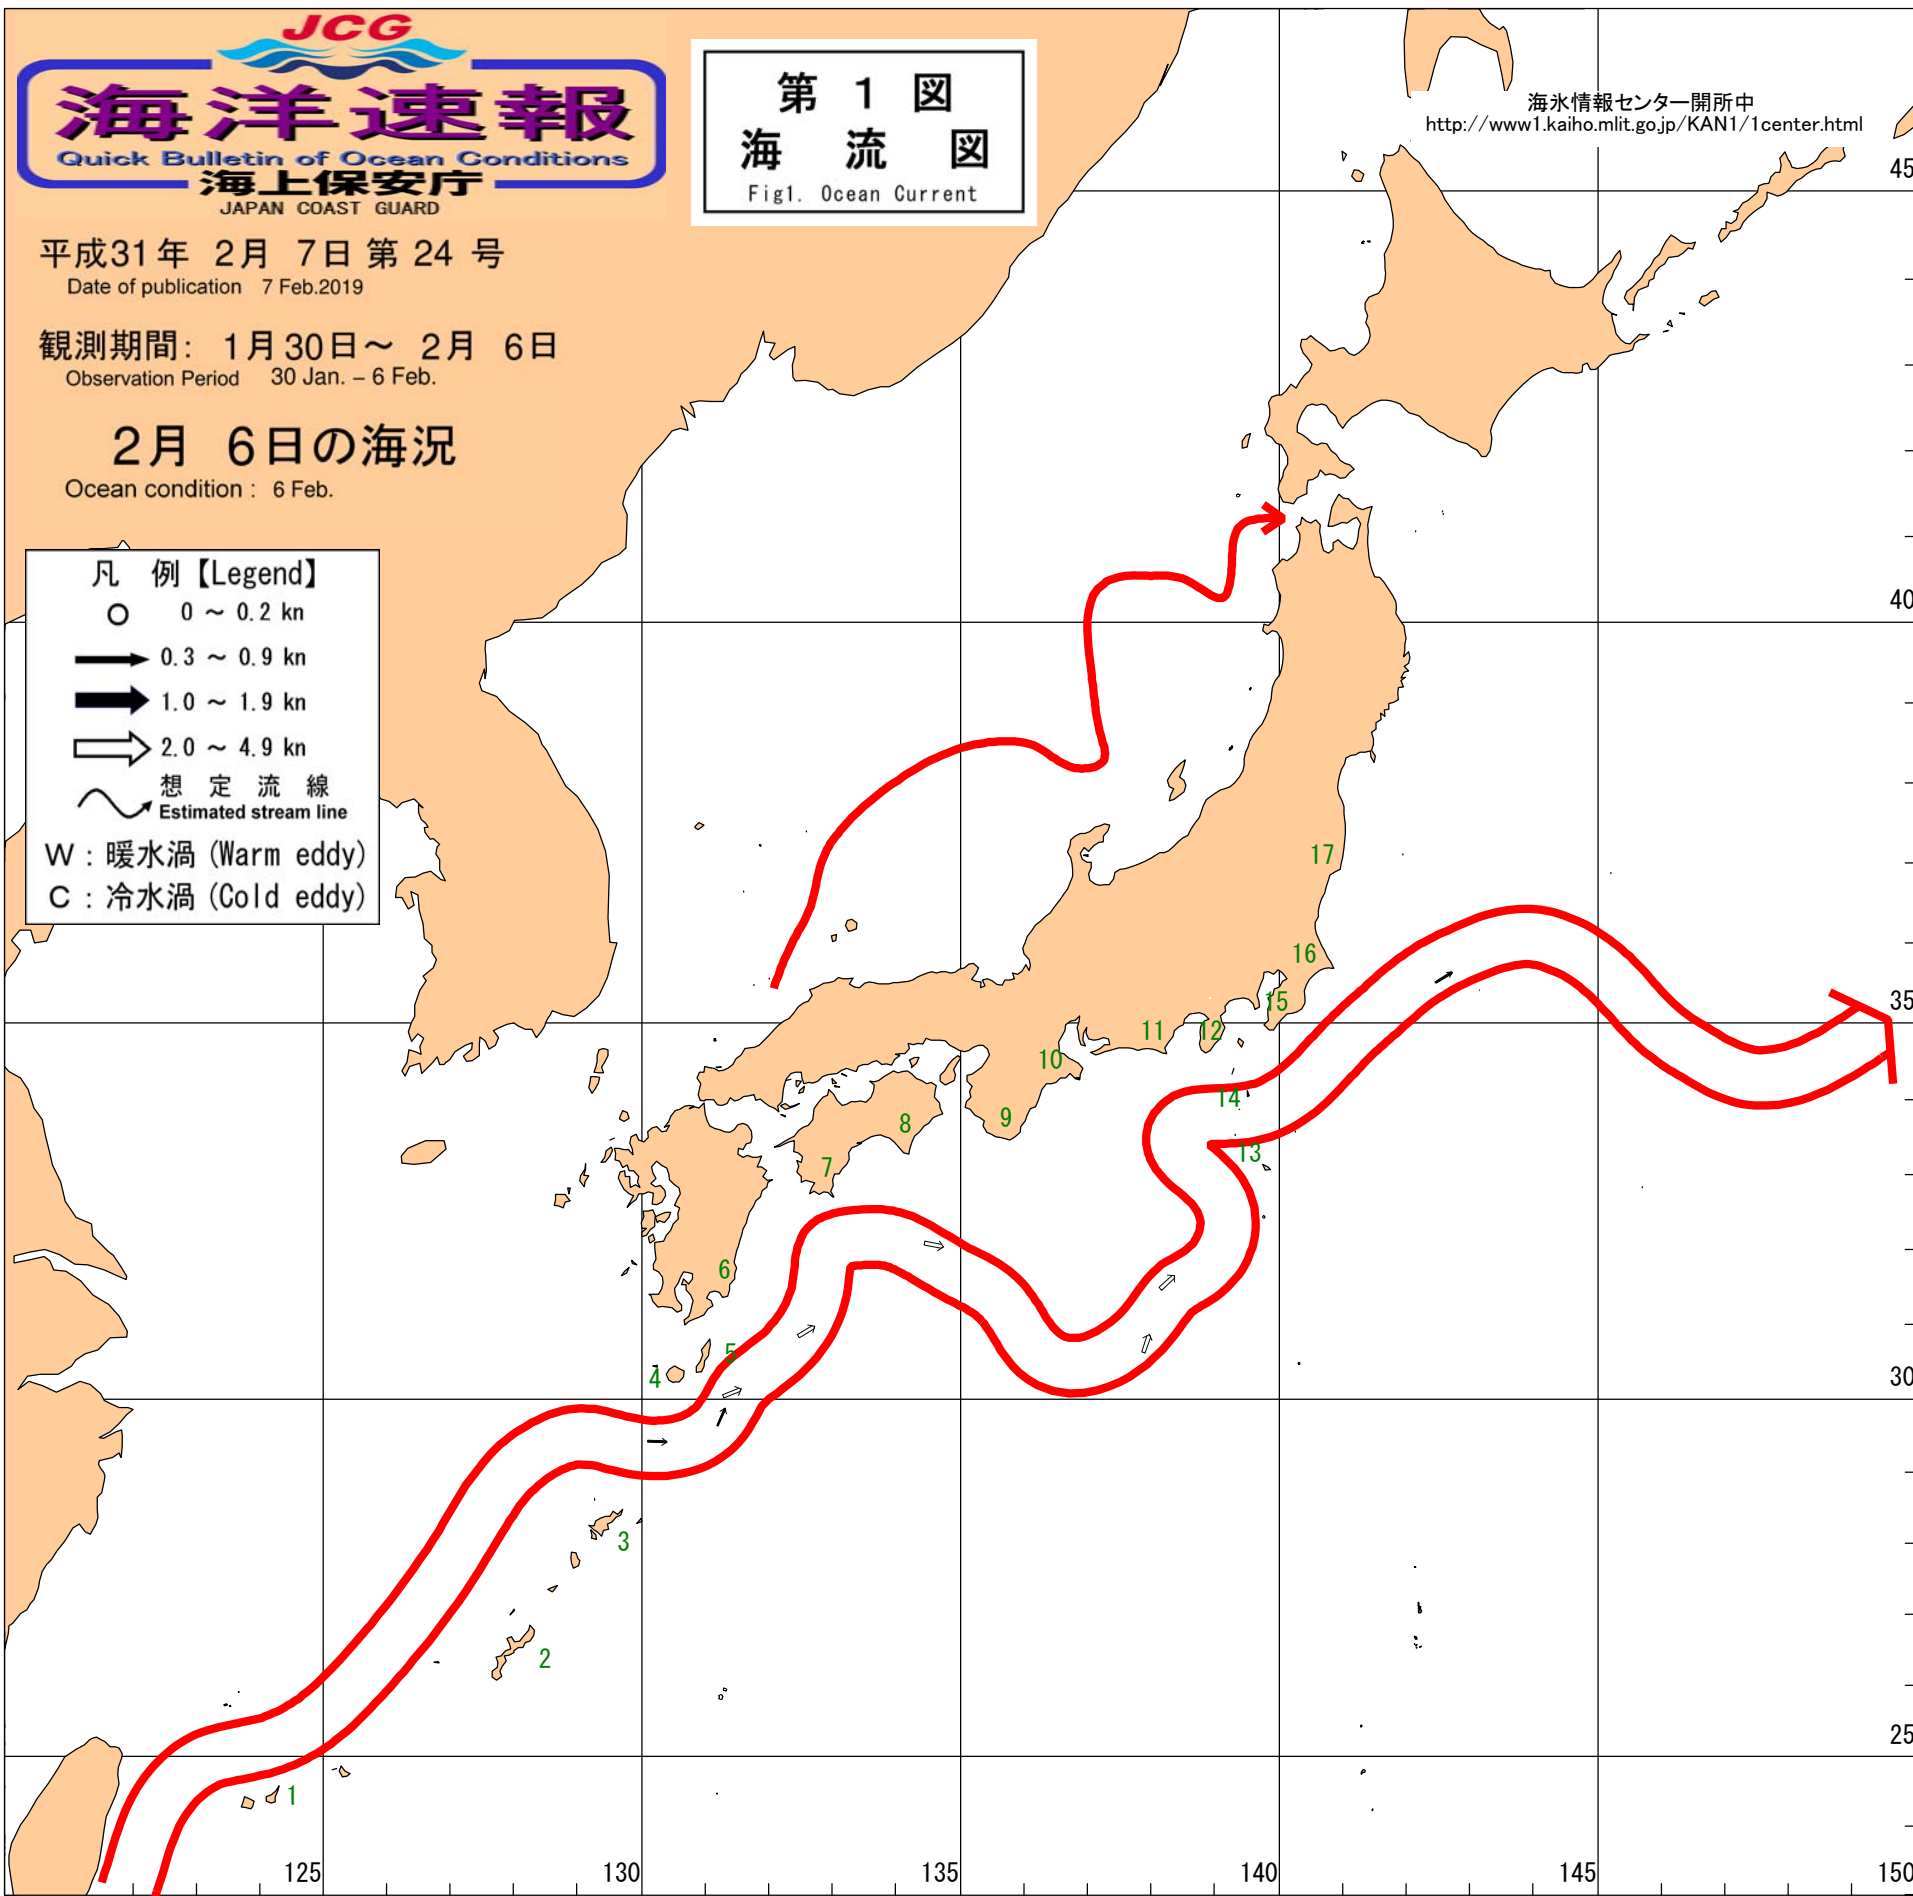 JCG
海洋速報
Quick Bulletin of Ocean Conditions
海上保安庁
JAPAN COAST GUARD
平成31年 2月 7日 第 24 号
Date of publication 7 Feb.2019
観測期間: 1月30日～ 2月 6日
Observation Period 30 Jan. – 6 Feb.
2月 6日の海況
Ocean condition : 6 Feb.
第 1 図
海 流 図
Fig1. Ocean Current
海氷情報センター開所中
http://www1.kaiho.mlit.go.jp/KAN1/1center.html
凡 例【Legend】
0 ～ 0.2 kn
0.3 ～ 0.9 kn
1.0 ～ 1.9 kn
2.0 ～ 4.9 kn
想 定 流 線
Estimated stream line
W : 暖水渦 (Warm eddy)
C : 冷水渦 (Cold eddy)
45
40
17
16
35
15
11
12
10
14
9
8
13
7
6
5
4
30
3
2
25
1
125
130
135
140
145
150